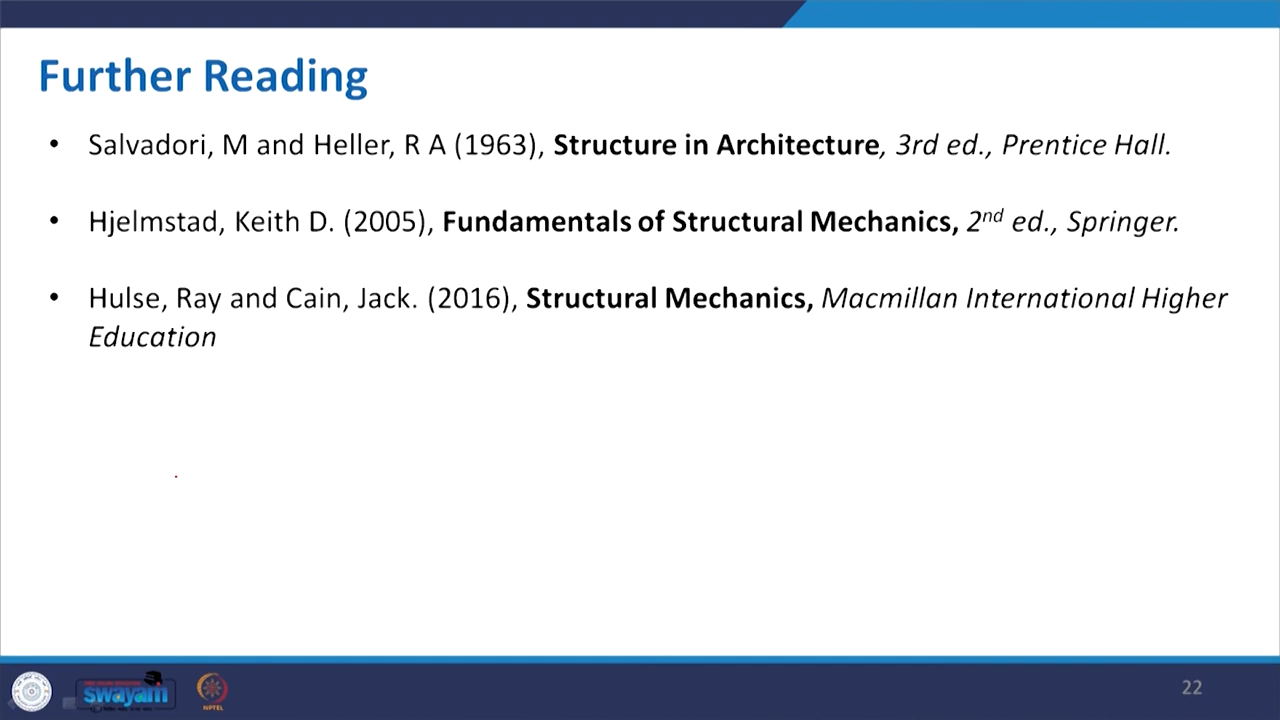 Further Reading
• Salvadori, M and Heller, R A (1963), Structure in Architecture, 3rd ed., Prentice Hall.
• Hjelmstad, Keith D. (2005), Fundamentals of Structural Mechanics, 2nd ed., Springer.
• Hulse, Ray and Cain, Jack. (2016), Structural Mechanics, Macmillan International Higher
Education
swayam
NPTEL
22